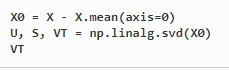 X0 = X - X.mean(axis=0)
U, S, VT = np.linalg.svd(X0)
VT